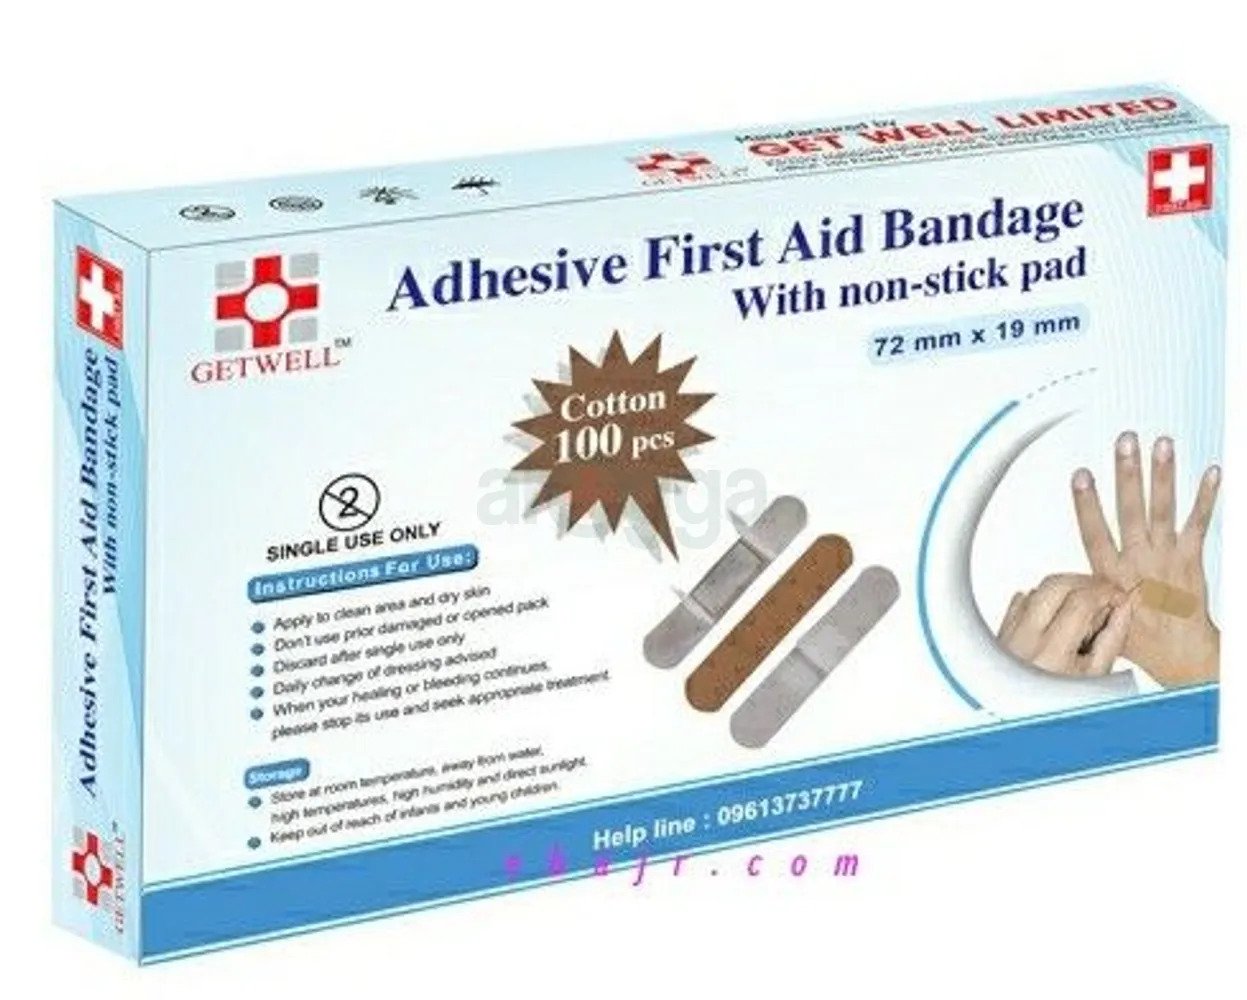 Manufactured by
GET WELL LIMITED
Adhesive First Aid Bandage
With non-stick pad
72 mm x 19 mm
GETWELL™
Cotton
100 pcs
2
SINGLE USE ONLY
Instructions For Use:
Apply to clean area and dry skin
Don't use prior damaged or opened pack
Discard after single use only
Daily change of dressing advised
When your healing or bleeding continues,
please stop its use and seek appropriate treatment
Storage
Store at room temperature, away from water,
high temperatures, high humidity and direct sunlight.
Keep out of reach of infants and young children.
Help line : 09613737777
Adhesive First Aid Bandage
With non-stick pad
GETWELL